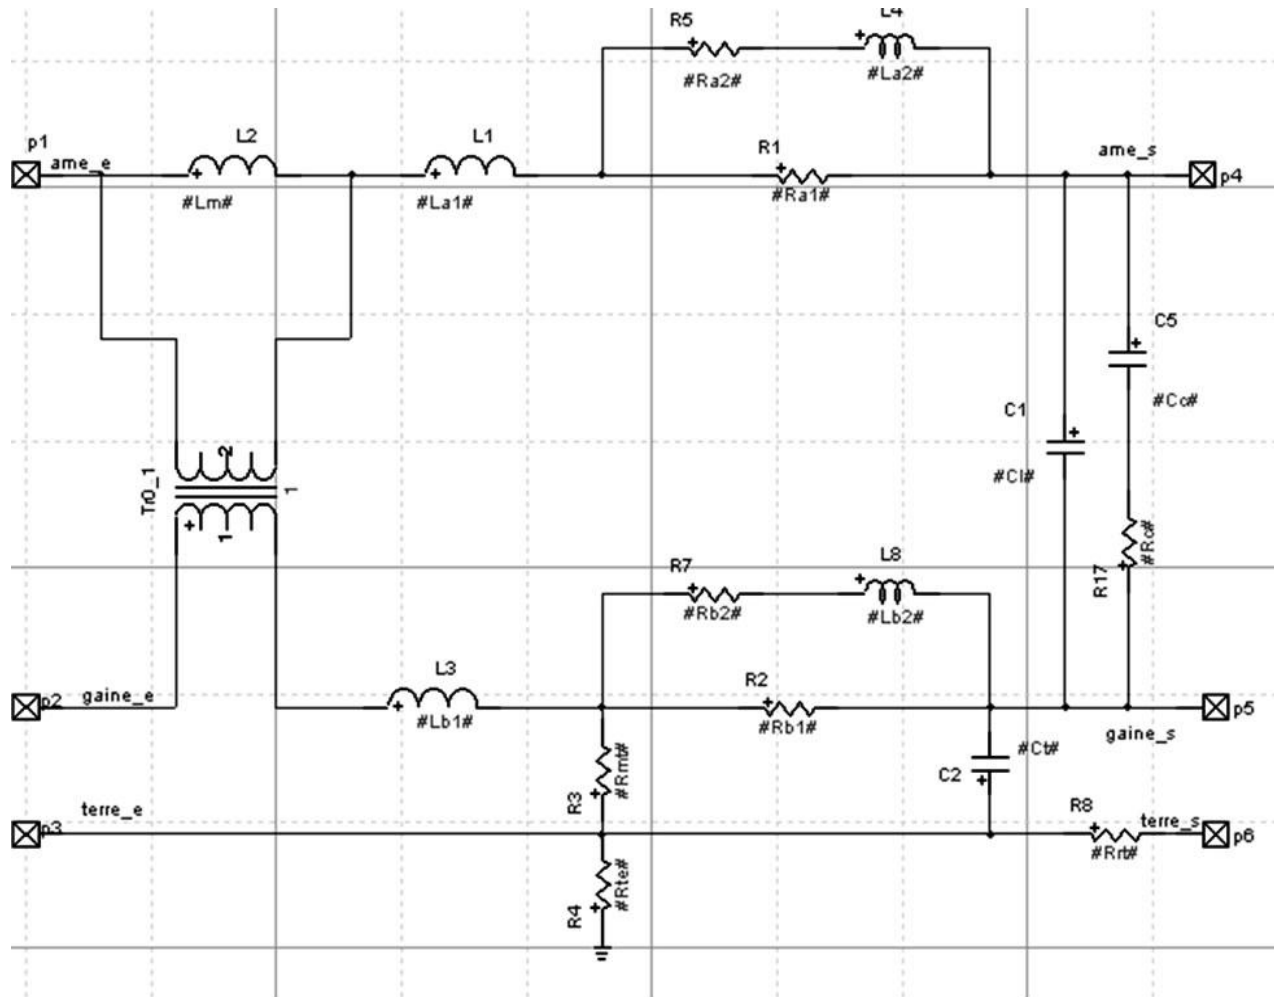 L4
R5
#Ra2#
#La2#
p1
ame_e
L2
L1
R1
ame_s
#Lm#
#La1#
#Ra1#
p4
C5
#Cc#
C1
#Cl#
Tr0_1
2
1
1
#Rc#
R17
R7
L8
#Rb2#
#Lb2#
L3
R2
p2
gaine_e
#Lb1#
#Rb1#
p5
gaine_s
#Rmt#
R3
#Ct#
C2
terre_e
R8
terre_s
p3
p6
#Rrt#
#Rte#
R4